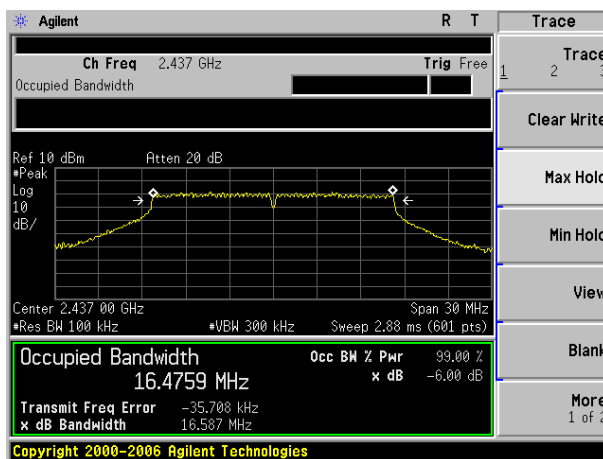 Agilent R T Trace
Ch Freq 2.437 GHz Trig Free
Occupied Bandwidth
Trace
1 2 3
Clear Write
Max Hold
Min Hold
View
Blank
More
1 of 2
Ref 10 dBm Atten 20 dB
#Peak
Log
10
dB/
Center 2.437 00 GHz Span 30 MHz
#Res BW 100 kHz #VBW 300 kHz Sweep 2.88 ms (601 pts)
Occupied Bandwidth Occ BW % Pwr 99.00 %
16.4759 MHz x dB -6.00 dB
Transmit Freq Error -35.708 kHz
x dB Bandwidth 16.587 MHz
Copyright 2000-2006 Agilent Technologies